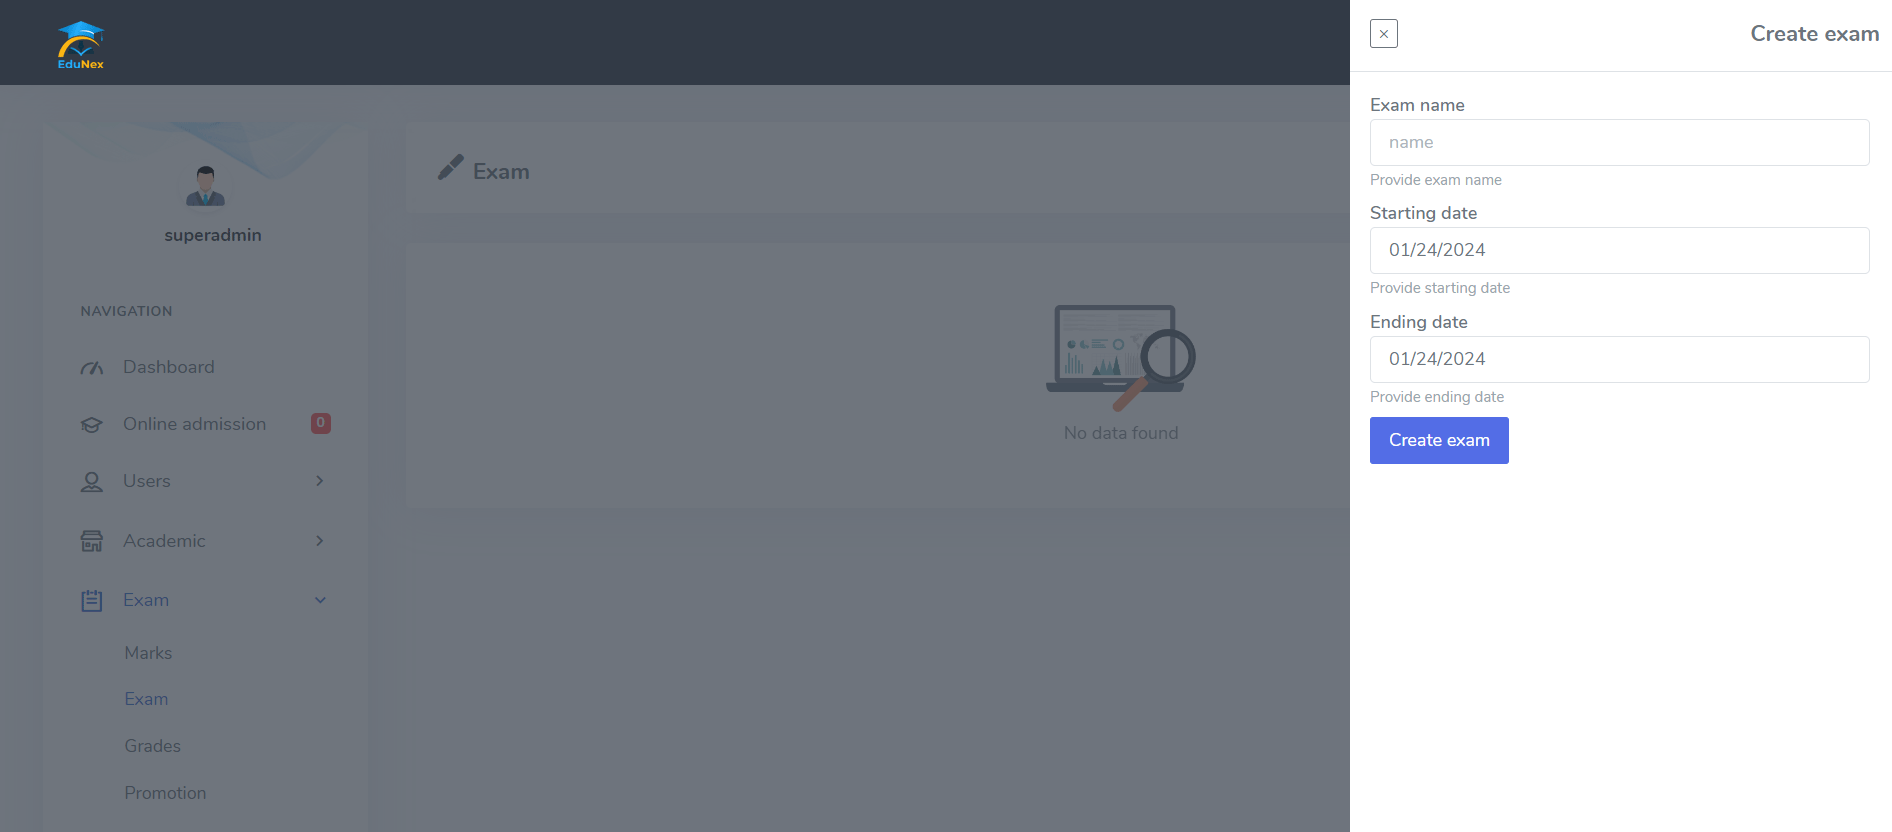 EduNex
superadmin
NAVIGATION
Dashboard
Online admission 0
Users
Academic
Exam
Marks
Exam
Grades
Promotion
Exam
No data found
×
Create exam
Exam name
name
Provide exam name
Starting date
01/24/2024
Provide starting date
Ending date
01/24/2024
Provide ending date
Create exam